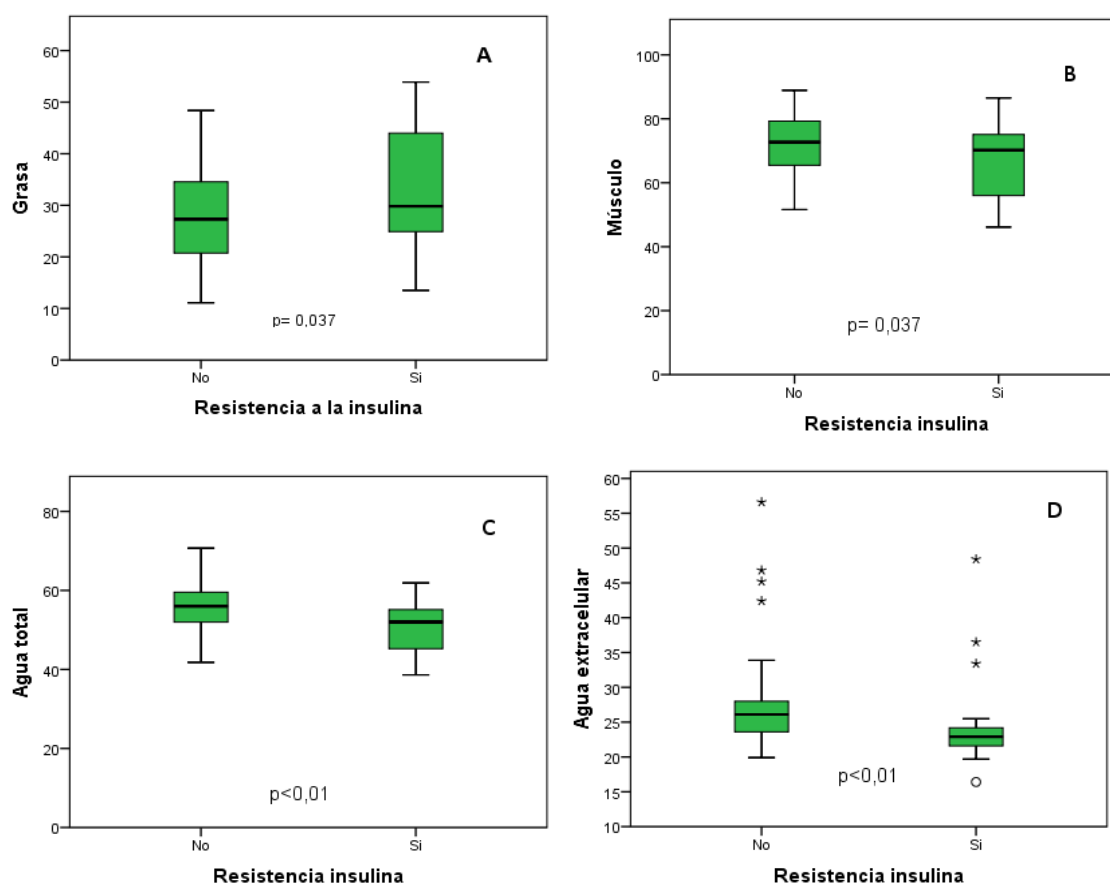 A
Grasa
60
50
40
30
20
10
0
p= 0,037
No
Si
Resistencia a la insulina
B
Músculo
100
80
60
40
20
0
p= 0,037
No
Si
Resistencia insulina
C
Agua total
80
60
40
20
0
p<0,01
No
Si
Resistencia insulina
D
Agua extracelular
60
55
50
45
40
35
30
25
20
15
10
p<0,01
No
Si
Resistencia insulina